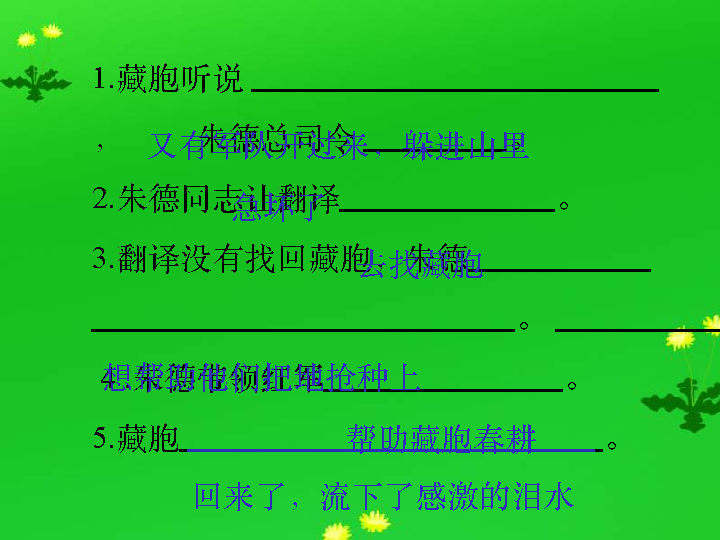 1.藏胞听说
， 朱德总司令 。
又有军队开过来，躲进山里
2.朱德同志让翻译 。
急坏了
3.翻译没有找回藏胞，朱德
去找藏胞
。
4.朱德带领红军 。
想帮助他们把地抢种上
5.藏胞 。
帮助藏胞春耕
回来了，流下了感激的泪水